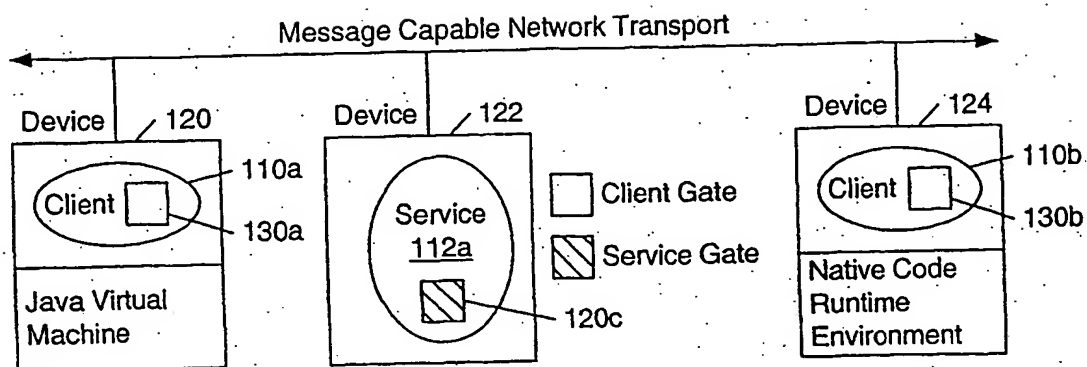 Message Capable Network Transport
Device 120
Device 122
Device 124
110a
Client
130a
Java Virtual
Machine
Service
112a
120c
Client Gate
Service Gate
110b
Client
130b
Native Code
Runtime
Environment